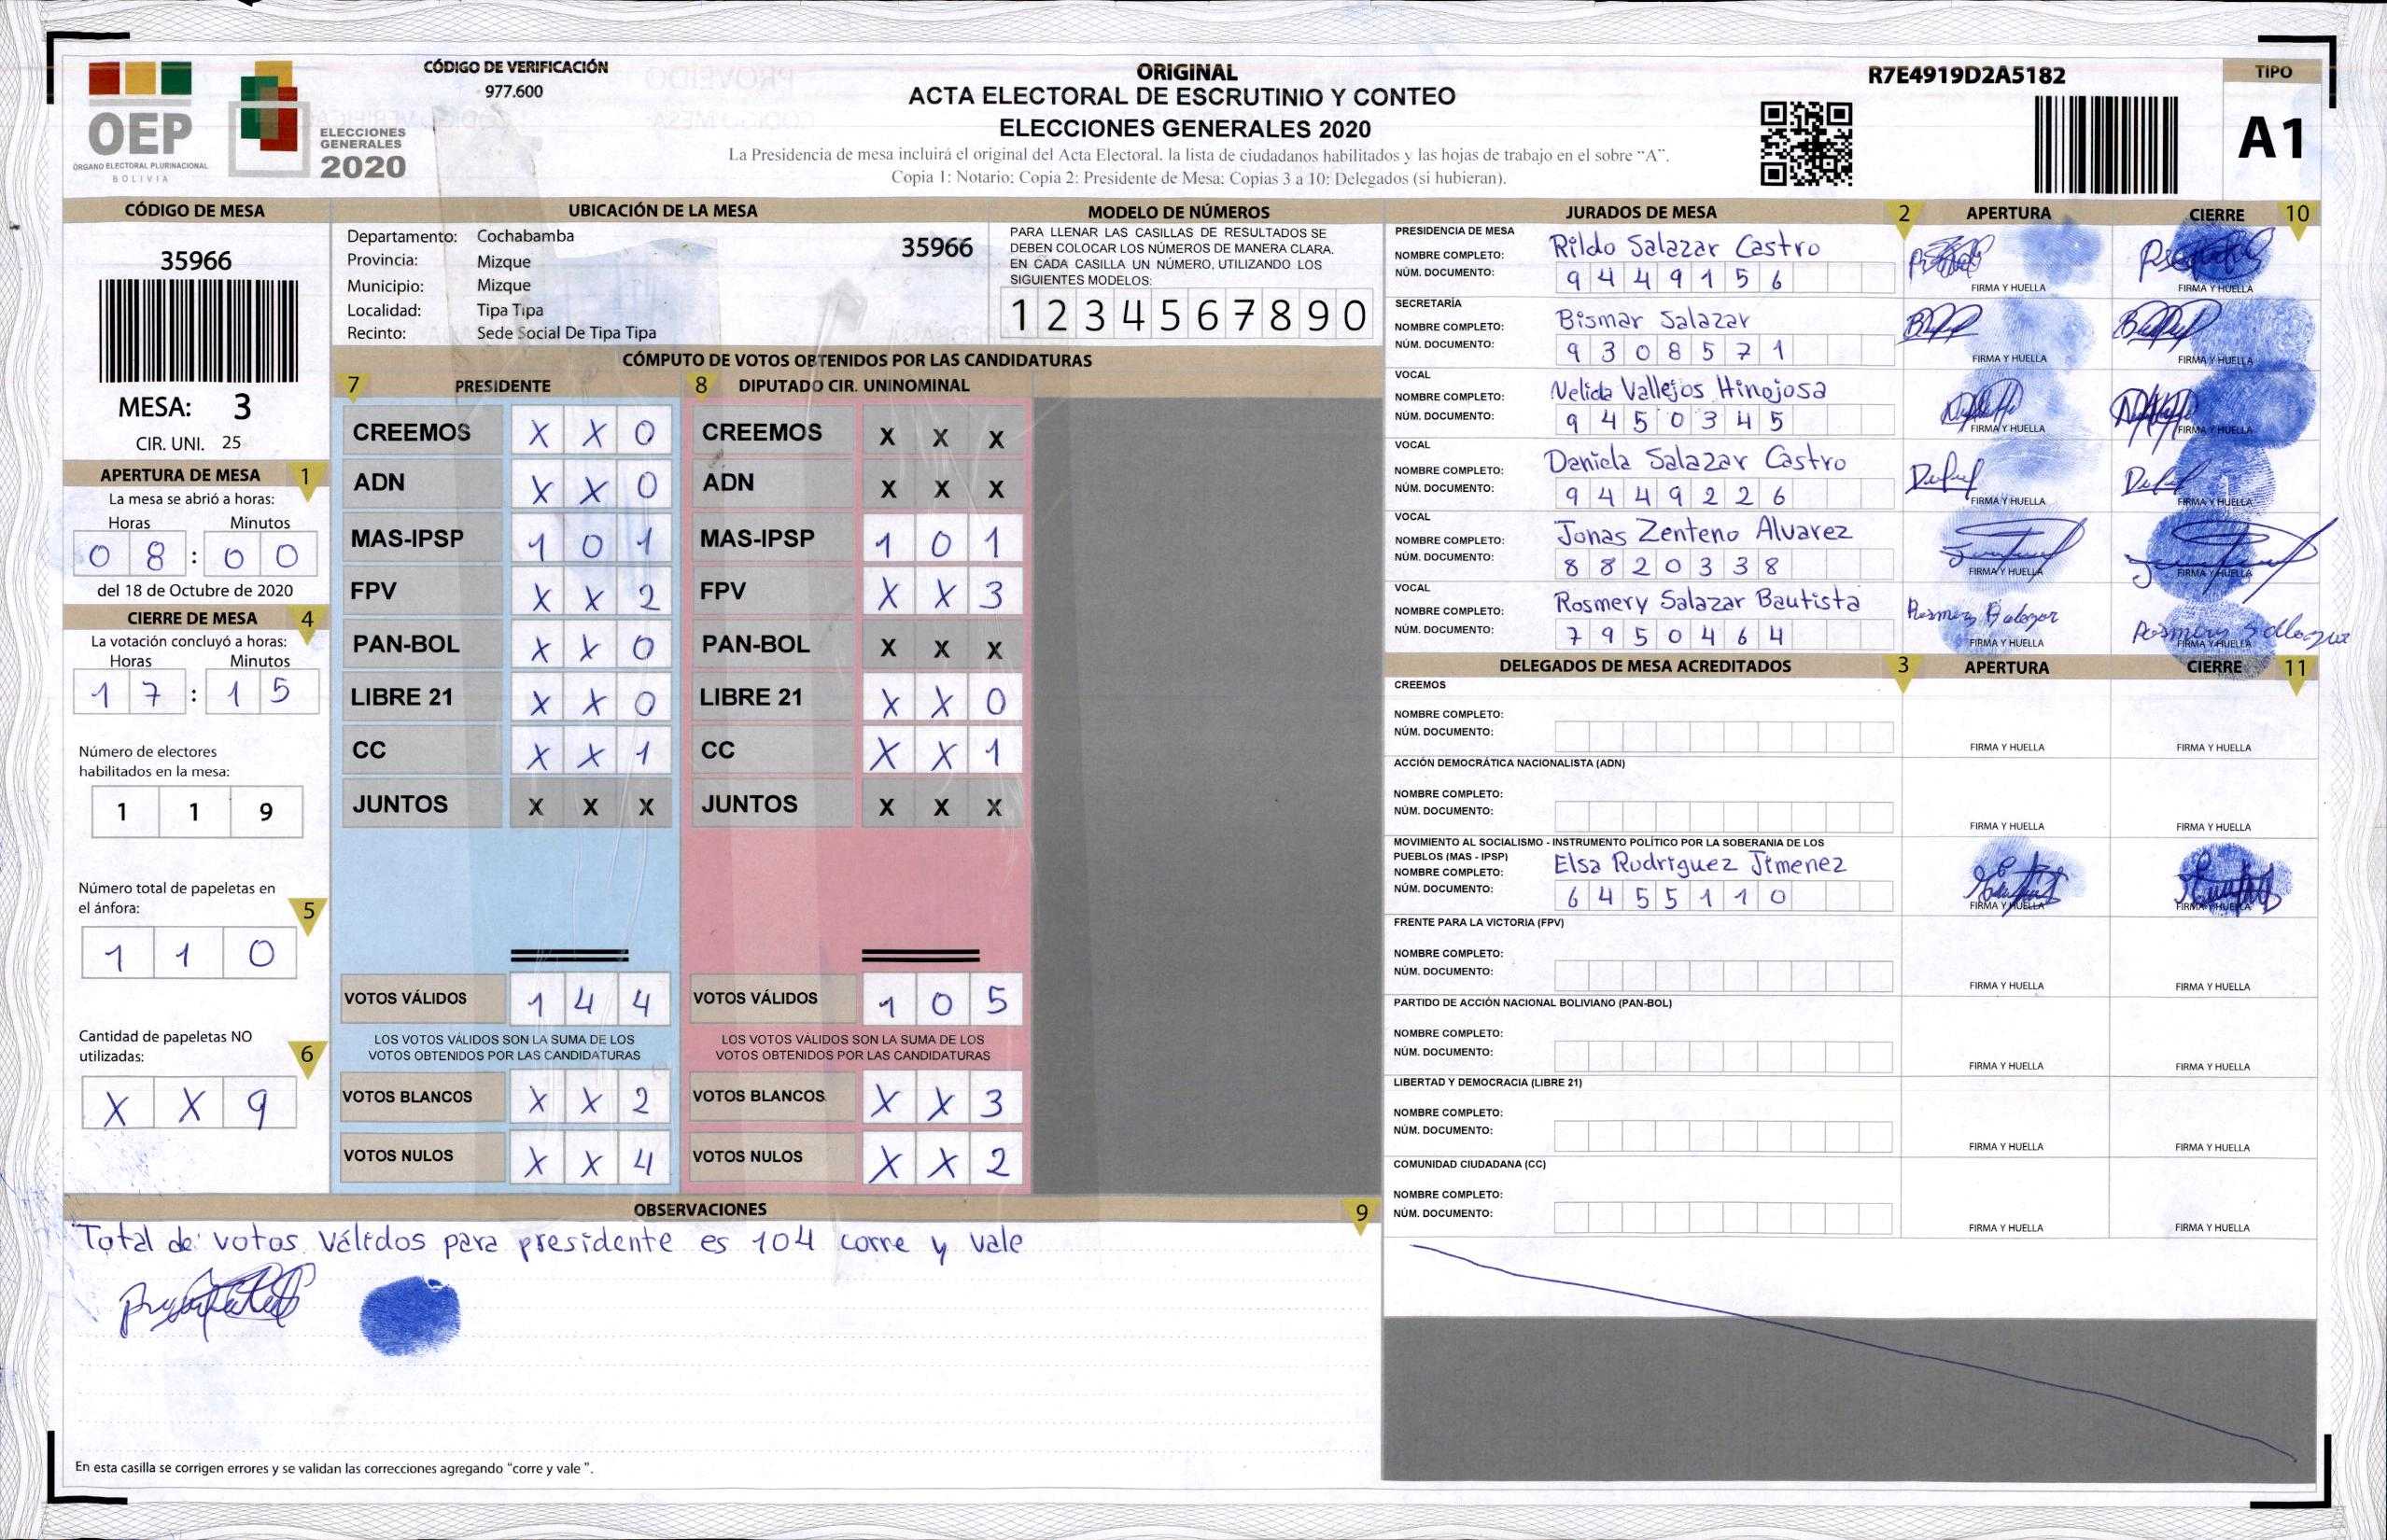 OEP
ÓRGANO ELECTORAL PLURINACIONAL
BOLIVIA
ELECCIONES
GENERALES
2020
CÓDIGO DE VERIFICACIÓN
977.600
ORIGINAL
ACTA ELECTORAL DE ESCRUTINIO Y CONTEO
ELECCIONES GENERALES 2020
La Presidencia de mesa incluirá el original del Acta Electoral. la lista de ciudadanos habilitados y las hojas de trabajo en el sobre “A”.
Copia 1: Notario: Copia 2: Presidente de Mesa: Copias 3 a 10: Delegados (si hubieran).
R7E4919D2A5182
TIPO
A1
CÓDIGO DE MESA
35966
MESA: 3
CIR. UNI. 25
APERTURA DE MESA 1
La mesa se abrió a horas:
Horas Minutos
0 8 : 0 0
del 18 de Octubre de 2020
CIERRE DE MESA 4
La votación concluyó a horas:
Horas Minutos
1 7 : 1 5
Número de electores
habilitados en la mesa:
1 1 9
Número total de papeletas en
el ánfora: 5
1 1 0
Cantidad de papeletas NO
utilizadas: 6
X X 9
UBICACIÓN DE LA MESA
Departamento: Cochabamba 35966
Provincia: Mizque
Municipio: Mizque
Localidad: Tipa Tipa
Recinto: Sede Social De Tipa Tipa
MODELO DE NÚMEROS
PARA LLENAR LAS CASILLAS DE RESULTADOS SE
DEBEN COLOCAR LOS NÚMEROS DE MANERA CLARA.
EN CADA CASILLA UN NÚMERO, UTILIZANDO LOS
SIGUIENTES MODELOS:
1 2 3 4 5 6 7 8 9 0
CÓMPUTO DE VOTOS OBTENIDOS POR LAS CANDIDATURAS
7 PRESIDENTE 8 DIPUTADO CIR. UNINOMINAL
CREEMOS X X 0 CREEMOS X X X
ADN X X 0 ADN X X X
MAS-IPSP 1 0 1 MAS-IPSP 1 0 1
FPV X X 2 FPV X X 3
PAN-BOL X X 0 PAN-BOL X X X
LIBRE 21 X X 0 LIBRE 21 X X 0
CC X X 1 CC X X 1
JUNTOS X X X JUNTOS X X X
VOTOS VÁLIDOS 1 4 4 VOTOS VÁLIDOS 1 0 5
LOS VOTOS VÁLIDOS SON LA SUMA DE LOS LOS VOTOS VÁLIDOS SON LA SUMA DE LOS
VOTOS OBTENIDOS POR LAS CANDIDATURAS VOTOS OBTENIDOS POR LAS CANDIDATURAS
VOTOS BLANCOS X X 2 VOTOS BLANCOS X X 3
VOTOS NULOS X X 4 VOTOS NULOS X X 2
OBSERVACIONES 9
Total de votos válidos para presidente es 104 corre y vale
En esta casilla se corrigen errores y se validan las correcciones agregando “corre y vale ”.
JURADOS DE MESA 2 APERTURA CIERRE 10
PRESIDENCIA DE MESA
NOMBRE COMPLETO: Rildo Salazar Castro
NÚM. DOCUMENTO: 9 4 4 9 1 5 6
FIRMA Y HUELLA FIRMA Y HUELLA
SECRETARÍA
NOMBRE COMPLETO: Bismar Salazar
NÚM. DOCUMENTO: 9 3 0 8 5 7 1
FIRMA Y HUELLA FIRMA Y HUELLA
VOCAL
NOMBRE COMPLETO: Nelida Vallejos Hinojosa
NÚM. DOCUMENTO: 9 4 5 0 3 4 5
FIRMA Y HUELLA FIRMA Y HUELLA
VOCAL
NOMBRE COMPLETO: Daniela Salazar Castro
NÚM. DOCUMENTO: 9 4 4 9 2 2 6
FIRMA Y HUELLA FIRMA Y HUELLA
VOCAL
NOMBRE COMPLETO: Jonas Zenteno Alvarez
NÚM. DOCUMENTO: 8 8 2 0 3 3 8
FIRMA Y HUELLA FIRMA Y HUELLA
VOCAL
NOMBRE COMPLETO: Rosmery Salazar Bautista
NÚM. DOCUMENTO: 7 9 5 0 4 6 4
FIRMA Y HUELLA FIRMA Y HUELLA
DELEGADOS DE MESA ACREDITADOS 3 APERTURA CIERRE 11
CREEMOS
NOMBRE COMPLETO:
NÚM. DOCUMENTO:
FIRMA Y HUELLA FIRMA Y HUELLA
ACCIÓN DEMOCRÁTICA NACIONALISTA (ADN)
NOMBRE COMPLETO:
NÚM. DOCUMENTO:
FIRMA Y HUELLA FIRMA Y HUELLA
MOVIMIENTO AL SOCIALISMO - INSTRUMENTO POLÍTICO POR LA SOBERANIA DE LOS
PUEBLOS (MAS - IPSP)
NOMBRE COMPLETO: Elsa Rudriguez Jimenez
NÚM. DOCUMENTO: 6 4 5 5 1 1 0
FIRMA Y HUELLA FIRMA Y HUELLA
FRENTE PARA LA VICTORIA (FPV)
NOMBRE COMPLETO:
NÚM. DOCUMENTO:
FIRMA Y HUELLA FIRMA Y HUELLA
PARTIDO DE ACCIÓN NACIONAL BOLIVIANO (PAN-BOL)
NOMBRE COMPLETO:
NÚM. DOCUMENTO:
FIRMA Y HUELLA FIRMA Y HUELLA
LIBERTAD Y DEMOCRACIA (LIBRE 21)
NOMBRE COMPLETO:
NÚM. DOCUMENTO:
FIRMA Y HUELLA FIRMA Y HUELLA
COMUNIDAD CIUDADANA (CC)
NOMBRE COMPLETO:
NÚM. DOCUMENTO:
FIRMA Y HUELLA FIRMA Y HUELLA